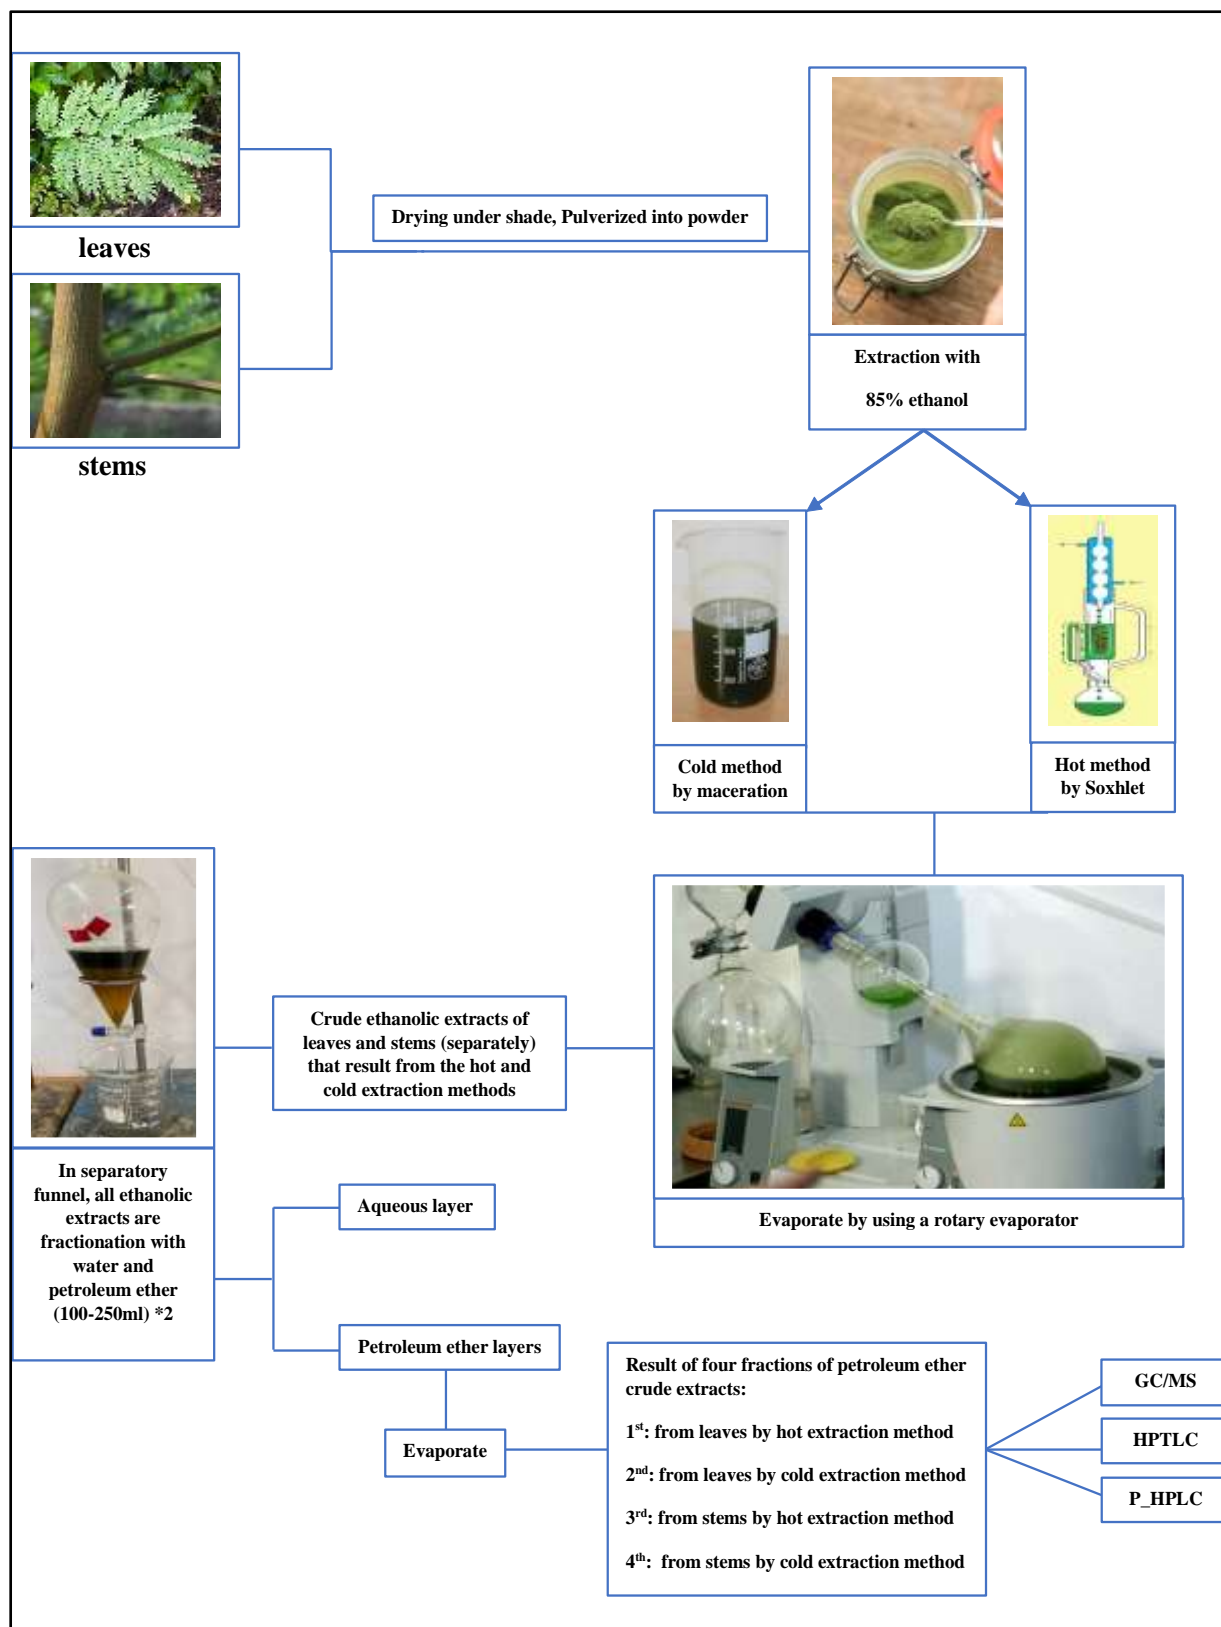 leaves
stems
Drying under shade, Pulverized into powder
Extraction with
85% ethanol
Cold method
by maceration
Hot method
by Soxhlet
Evaporate by using a rotary evaporator
Crude ethanolic extracts of
leaves and stems (separately)
that result from the hot and
cold extraction methods
In separatory
funnel, all ethanolic
extracts are
fractionation with
water and
petroleum ether
(100-250ml) *2
Aqueous layer
Petroleum ether layers
Evaporate
Result of four fractions of petroleum ether
crude extracts:
1st: from leaves by hot extraction method
2nd: from leaves by cold extraction method
3rd: from stems by hot extraction method
4th: from stems by cold extraction method
GC/MS
HPTLC
P_HPLC